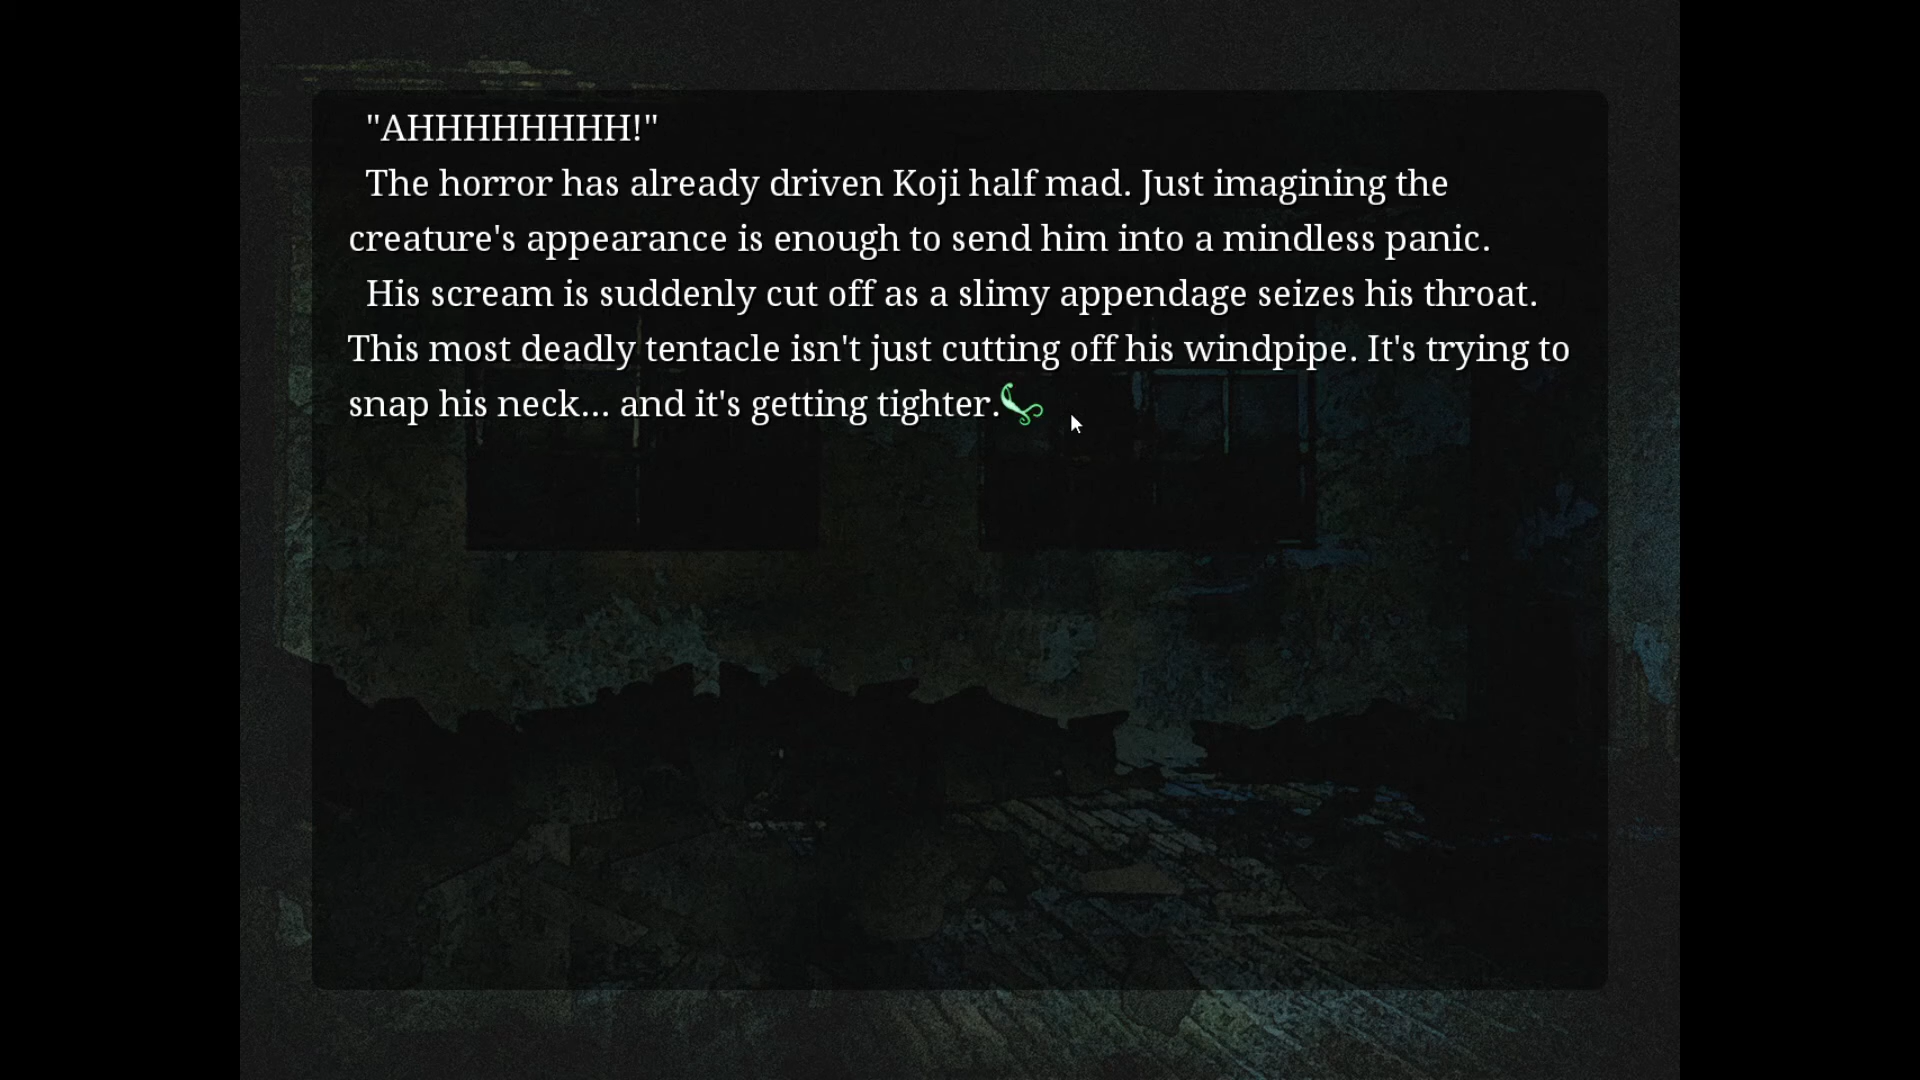 "AHHHHHHHH!"
The horror has already driven Koji half mad. Just imagining the
creature's appearance is enough to send him into a mindless panic.
His scream is suddenly cut off as a slimy appendage seizes his throat.
This most deadly tentacle isn't just cutting off his windpipe. It's trying to
snap his neck... and it's getting tighter.